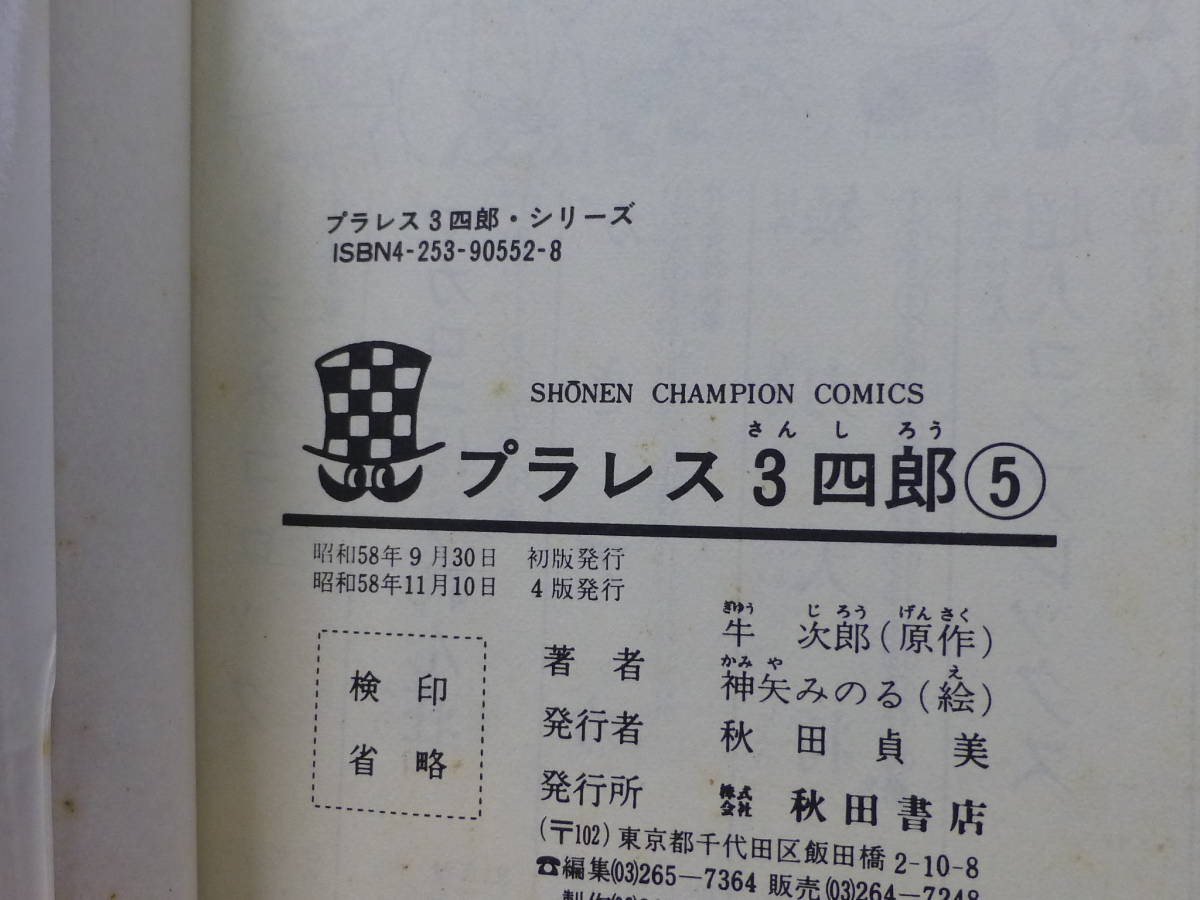 プラレス3四郎・シリーズ
ISBN4-253-90552-8
SHŌNEN CHAMPION COMICS
さんしろう
プラレス3四郎⑤
昭和58年9月30日 初版発行
昭和58年11月10日 4版発行
検印
省略
ぎゆう じろう げんさく
著者 牛 次郎(原作)
かみや え
神矢みのる(絵)
発行者 秋田貞美
発行所 株式会社 秋田書店
(〒102)東京都千代田区飯田橋2-10-8
☎編集(03)265—7364 販売(03)264—7248